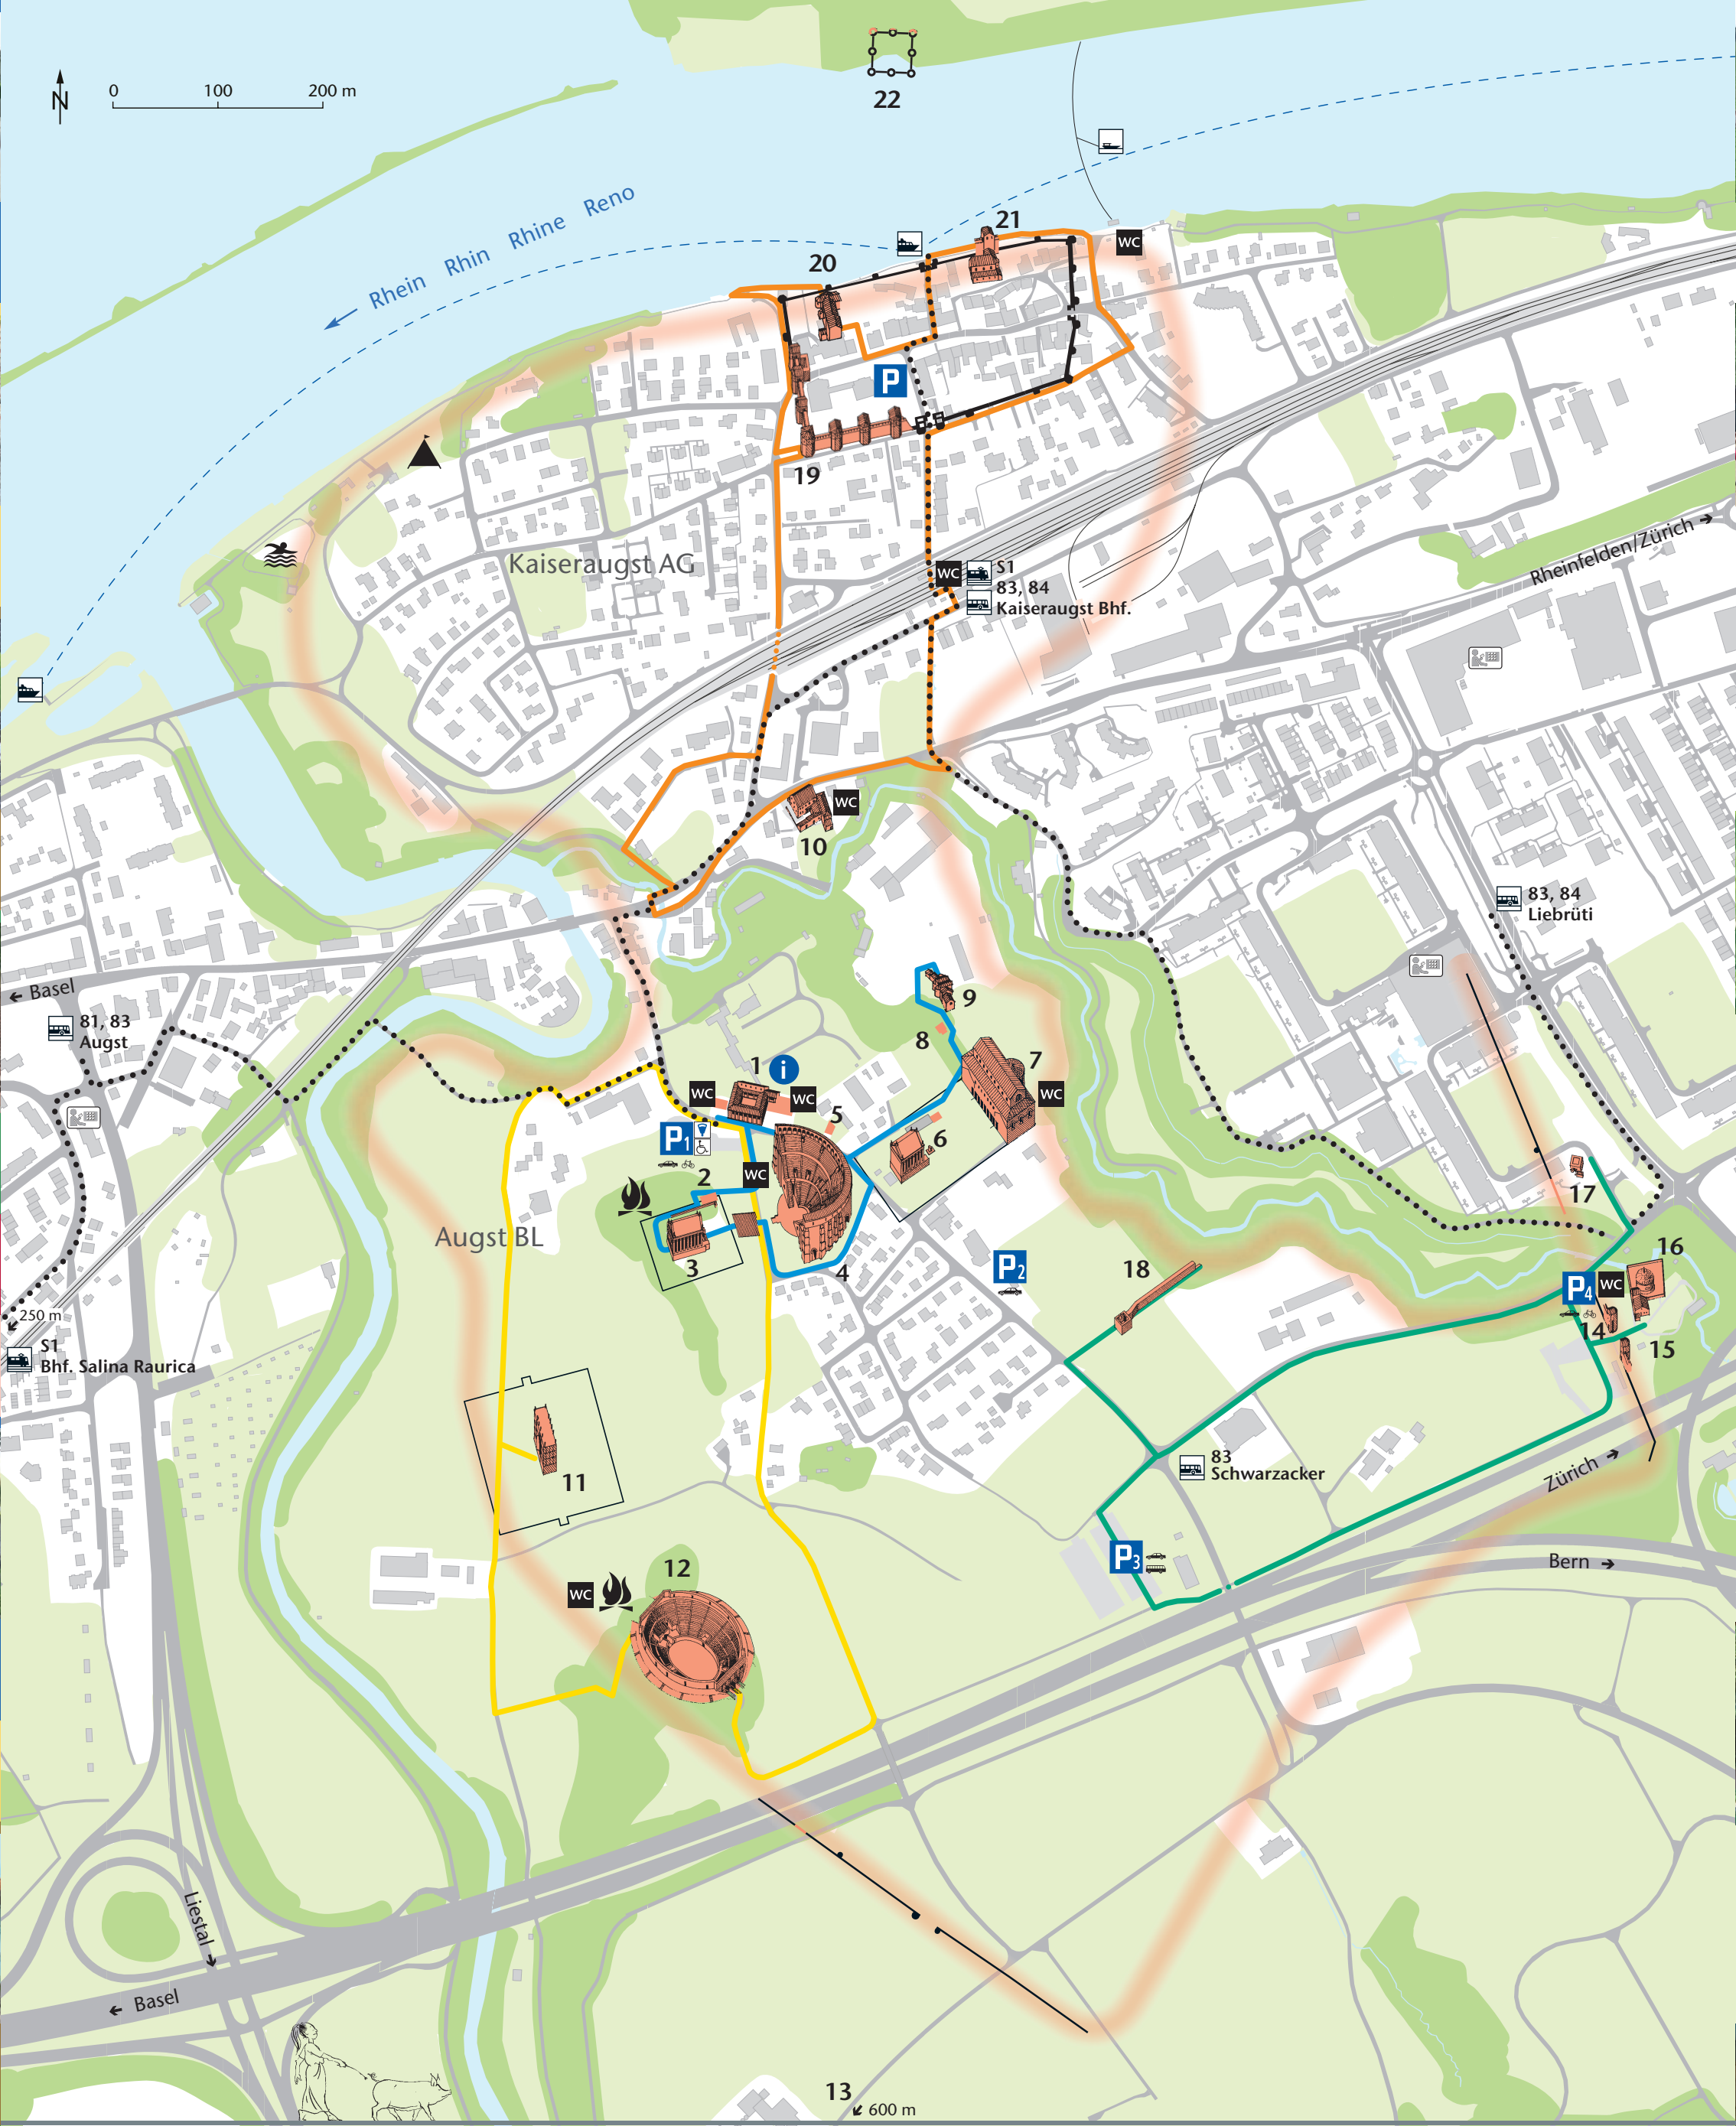 22
N
0 100 200 m
Rhein Rhin Rhine Reno
21
WC
20
P
19
Rheinfelden/Zürich
Kaiseraugst AG
WC
S1
83, 84
Kaiseraugst Bhf.
WC
10
83, 84
Liebrüti
Basel
81, 83
Augst
9
8
7
WC
1
i
WC
WC
5
P1
6
WC
2
3
4
Augst BL
17
P2
18
16
P4
WC
14
15
250 m
S1
Bhf. Salina Raurica
83
Schwarzacker
Zürich
11
P3
Bern
12
WC
Liestal
Basel
13
600 m